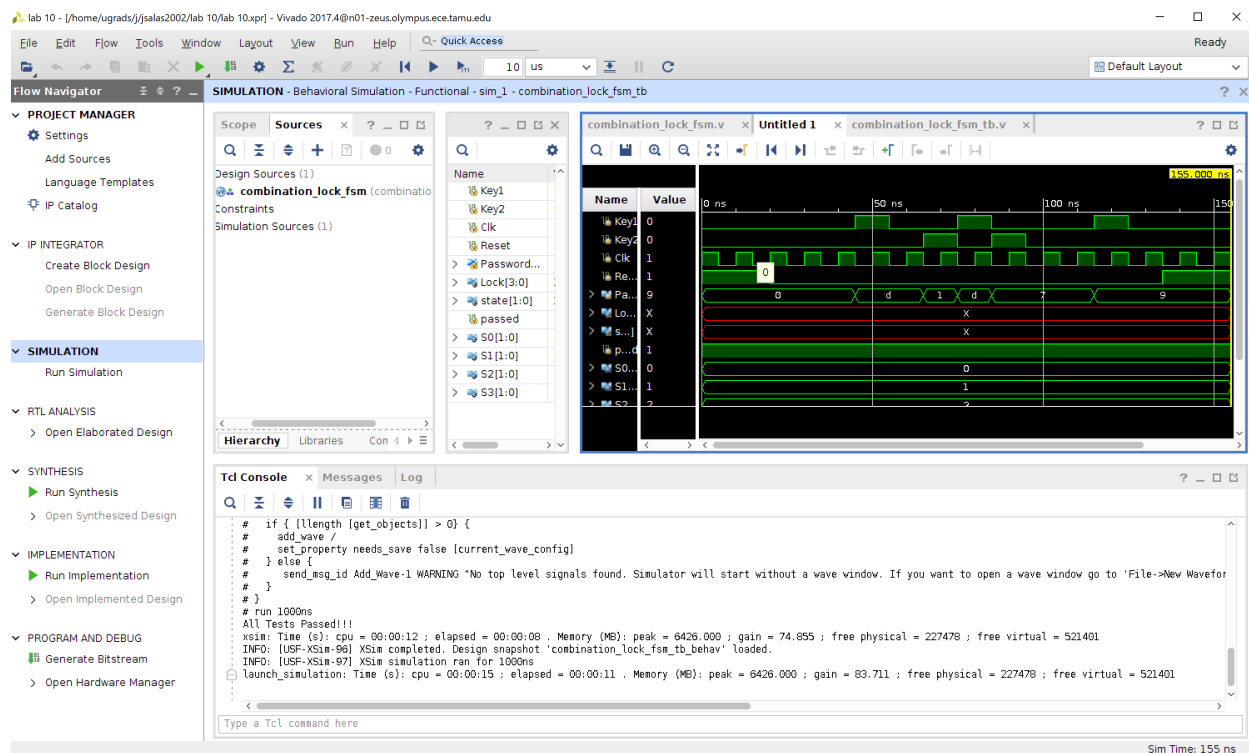 lab 10 - [/home/ugrads/j/jsalas2002/lab 10/lab 10.xpr] - Vivado 2017.4@n01-zeus.olympus.ece.tamu.edu
File Edit Flow Tools Window Layout View Run Help Quick Access Ready
10 us Default Layout
Flow Navigator
SIMULATION - Behavioral Simulation - Functional - sim_1 - combination_lock_fsm_tb
PROJECT MANAGER
Settings
Add Sources
Language Templates
IP Catalog
IP INTEGRATOR
Create Block Design
Open Block Design
Generate Block Design
SIMULATION
Run Simulation
RTL ANALYSIS
Open Elaborated Design
SYNTHESIS
Run Synthesis
Open Synthesized Design
IMPLEMENTATION
Run Implementation
Open Implemented Design
PROGRAM AND DEBUG
Generate Bitstream
Open Hardware Manager
Scope Sources
0
Design Sources (1)
combination_lock_fsm (combinatio
Constraints
Simulation Sources (1)
Hierarchy Libraries Con
Name
Key1
Key2
Clk
Reset
Password...
Lock[3:0]
state[1:0]
passed
S0[1:0]
S1[1:0]
S2[1:0]
S3[1:0]
combination_lock_fsm.v Untitled 1 combination_lock_fsm_tb.v
155.000 ns
Name Value 0 ns 50 ns 100 ns 150
Key1 0
Key2 0
Clk 1
Re... 1 0
Pa... 9 0 d 1 d 7 9
Lo... X X
s...] X X
p...d 1
S0... 0 0
S1... 1 1
S2 2 2
Tcl Console Messages Log
# if { [llength [get_objects]] > 0} {
# add_wave /
# set_property needs_save false [current_wave_config]
# } else {
# send_msg_id Add_Wave-1 WARNING "No top level signals found. Simulator will start without a wave window. If you want to open a wave window go to 'File->New Wavefor
# }
# }
# run 1000ns
All Tests Passed!!!
xsim: Time (s): cpu = 00:00:12 ; elapsed = 00:00:08 . Memory (MB): peak = 6426.000 ; gain = 74.855 ; free physical = 227478 ; free virtual = 521401
INFO: [USF-XSim-96] XSim completed. Design snapshot 'combination_lock_fsm_tb_behav' loaded.
INFO: [USF-XSim-97] XSim simulation ran for 1000ns
launch_simulation: Time (s): cpu = 00:00:15 ; elapsed = 00:00:11 . Memory (MB): peak = 6426.000 ; gain = 83.711 ; free physical = 227478 ; free virtual = 521401
Type a Tcl command here
Sim Time: 155 ns